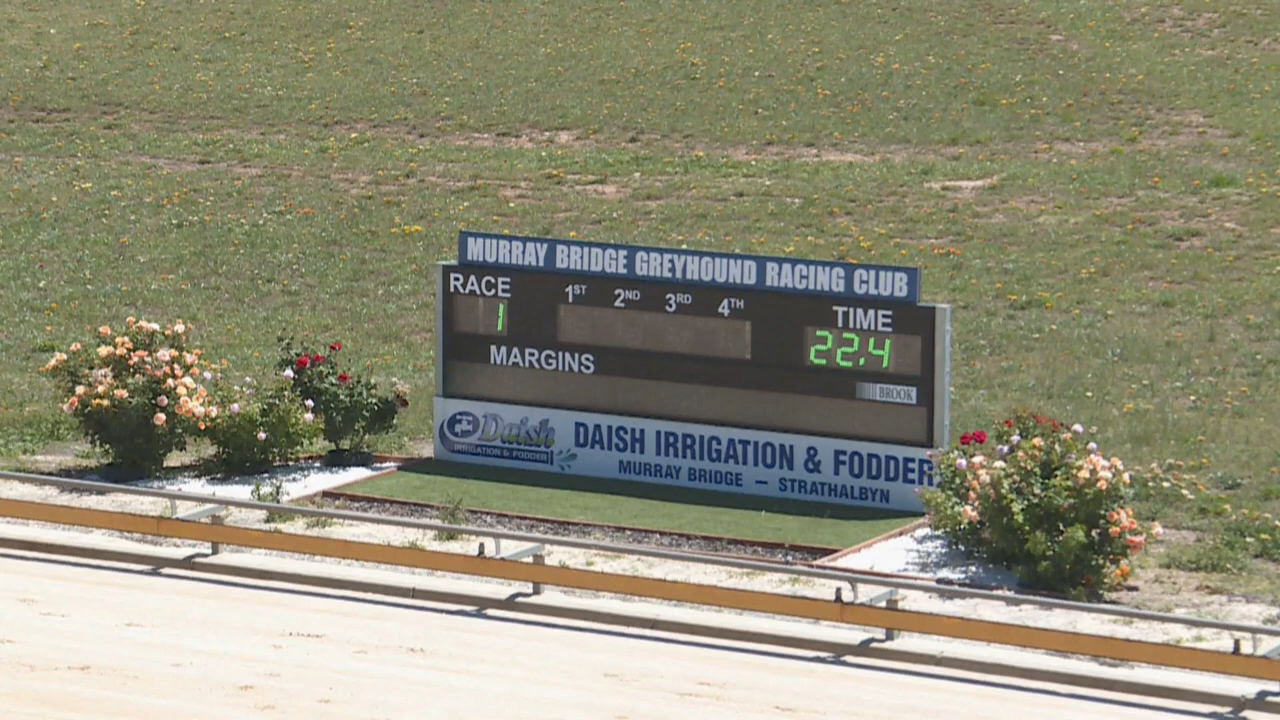 MURRAY BRIDGE GREYHOUND RACING CLUB
RACE 1ST 2ND 3RD 4TH TIME
1 22.4
MARGINS
BROOK
Daish
IRRIGATION & FODDER
DAISH IRRIGATION & FODDER
MURRAY BRIDGE – STRATHALBYN